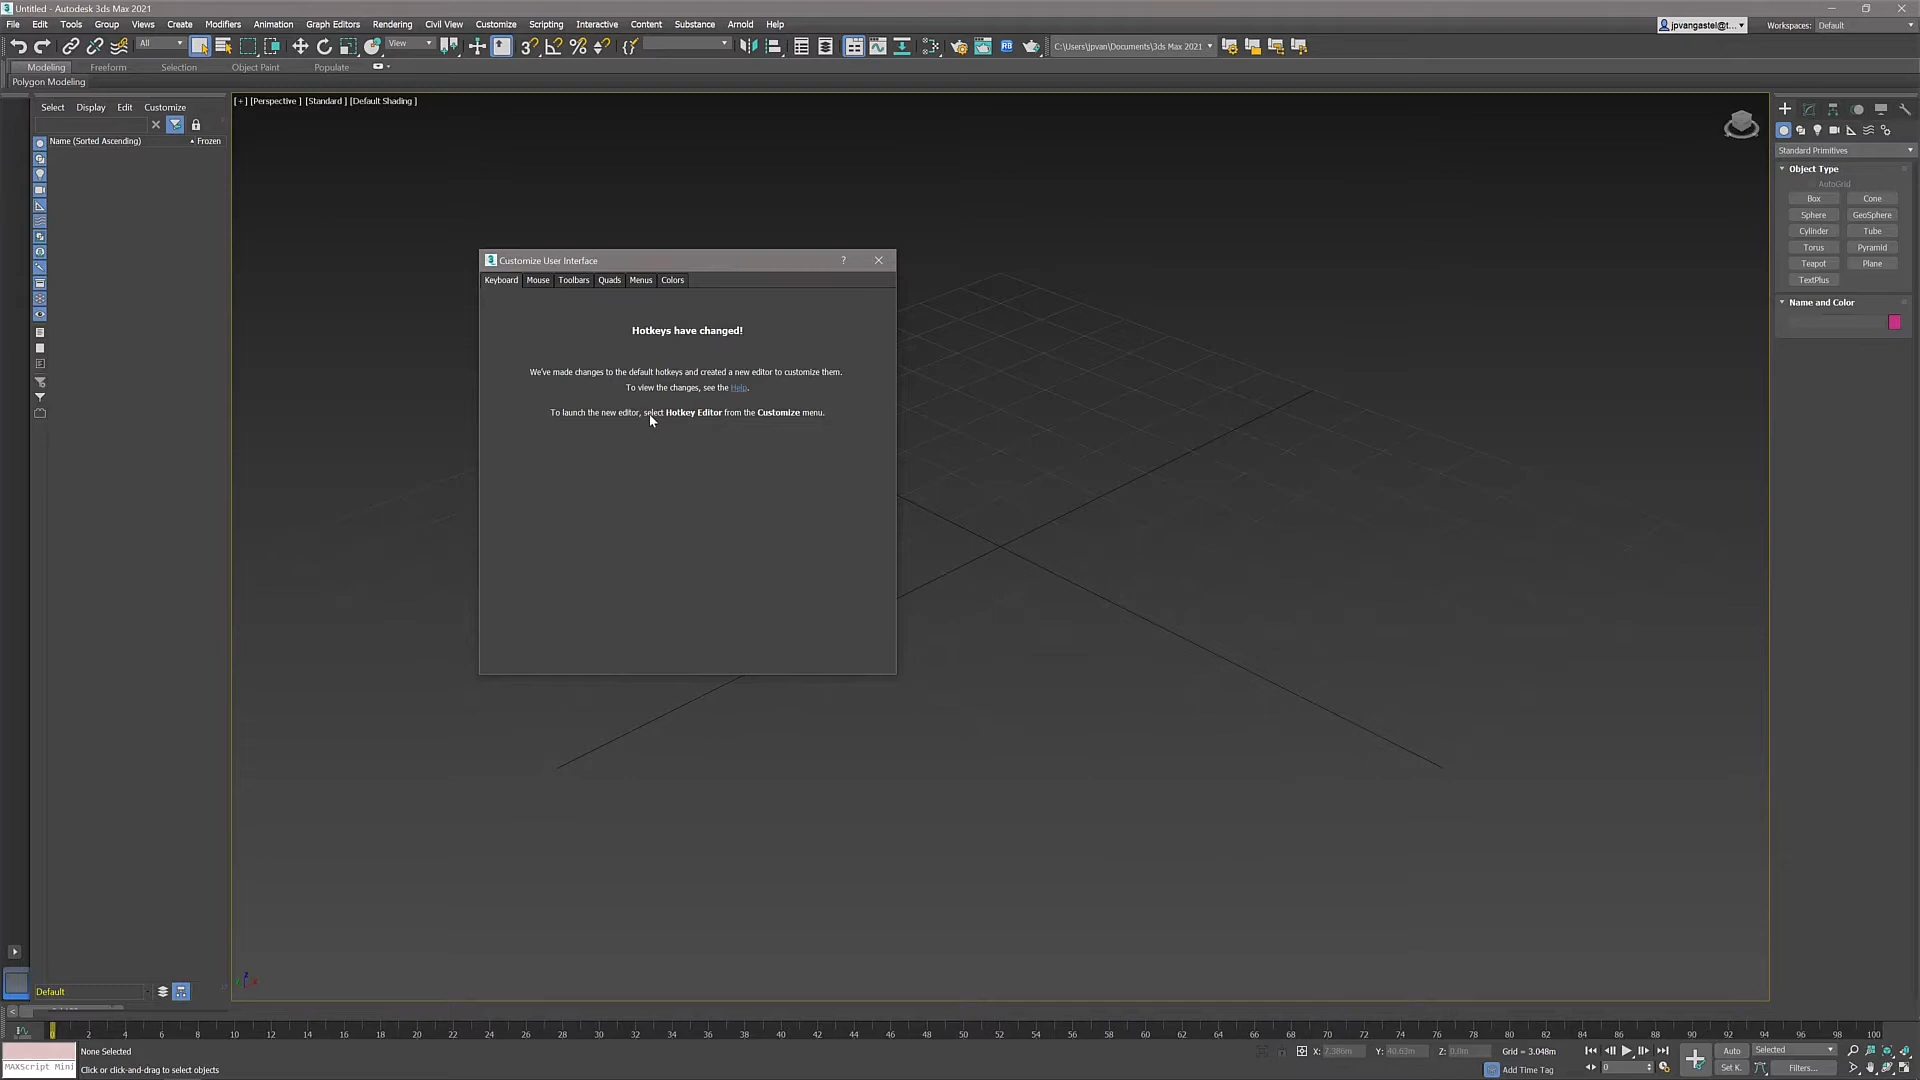 Untitled - Autodesk 3ds Max 2021
File Edit Tools Group Views Create Modifiers Animation Graph Editors Rendering Civil View Customize Scripting Interactive Content Substance Arnold Help
jpvangastel@t... Workspaces: Default
All View C:\Users\jpvan\Documents\3ds Max 2021
Modeling Freeform Selection Object Paint Populate
Polygon Modeling
Select Display Edit Customize
Name (Sorted Ascending) Frozen
[+] [Perspective ] [Standard ] [Default Shading ]
Standard Primitives
Object Type
AutoGrid
Box Cone
Sphere GeoSphere
Cylinder Tube
Torus Pyramid
Teapot Plane
TextPlus
Name and Color
Customize User Interface ?
Keyboard Mouse Toolbars Quads Menus Colors
Hotkeys have changed!
We've made changes to the default hotkeys and created a new editor to customize them.
To view the changes, see the Help.
To launch the new editor, select Hotkey Editor from the Customize menu.
Default
0 2 4 6 8 10 12 14 16 18 20 22 24 26 28 30 32 34 36 38 40 42 44 46 48 50 52 54 56 58 60 62 64 66 68 70 72 74 76 78 80 82 84 86 88 90 92 94 96 98 100
None Selected
X: 7.386m Y: 40.63m Z: 0.0m Grid = 3.048m
Auto Selected
MAXScript Mini
Click or click-and-drag to select objects
Add Time Tag
0 Set K. Filters...